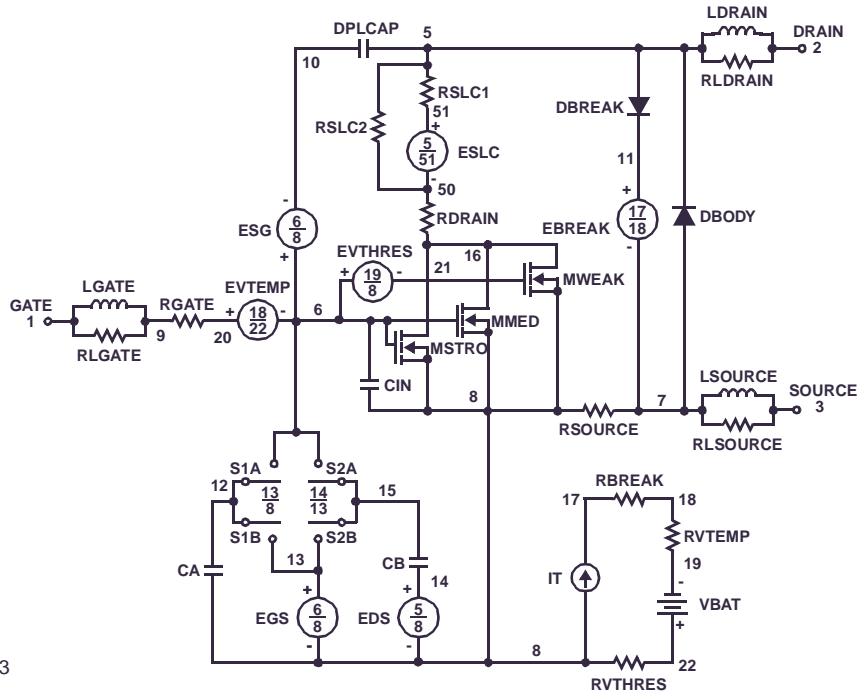 LDRAIN
DPLCAP 5 DRAIN
10 2
RLDRAIN
RSLC1
DBREAK
51
RSLC2 +
5
51 ESLC
11
-
50
- +
6
8 ESG
RDRAIN
17
18 EBREAK
DBODY
EVTHRES 16
+ + 19
8 - 21 MWEAK -
LGATE EVTEMP
GATE RGATE + 18
22 - 6 MMED
1
9 20 MSTRO
RLGATE
LSOURCE
CIN 8 7 SOURCE
3
RSOURCE
RLSOURCE
S1A S2A
12 13
8 14
13 15
RBREAK
17 18
S1B S2B
RVTEMP
13 CB 19
CA 14 IT -
+ +
EGS 6
8 EDS 5
8 VBAT
+
- - 8 22
RVTHRES
3